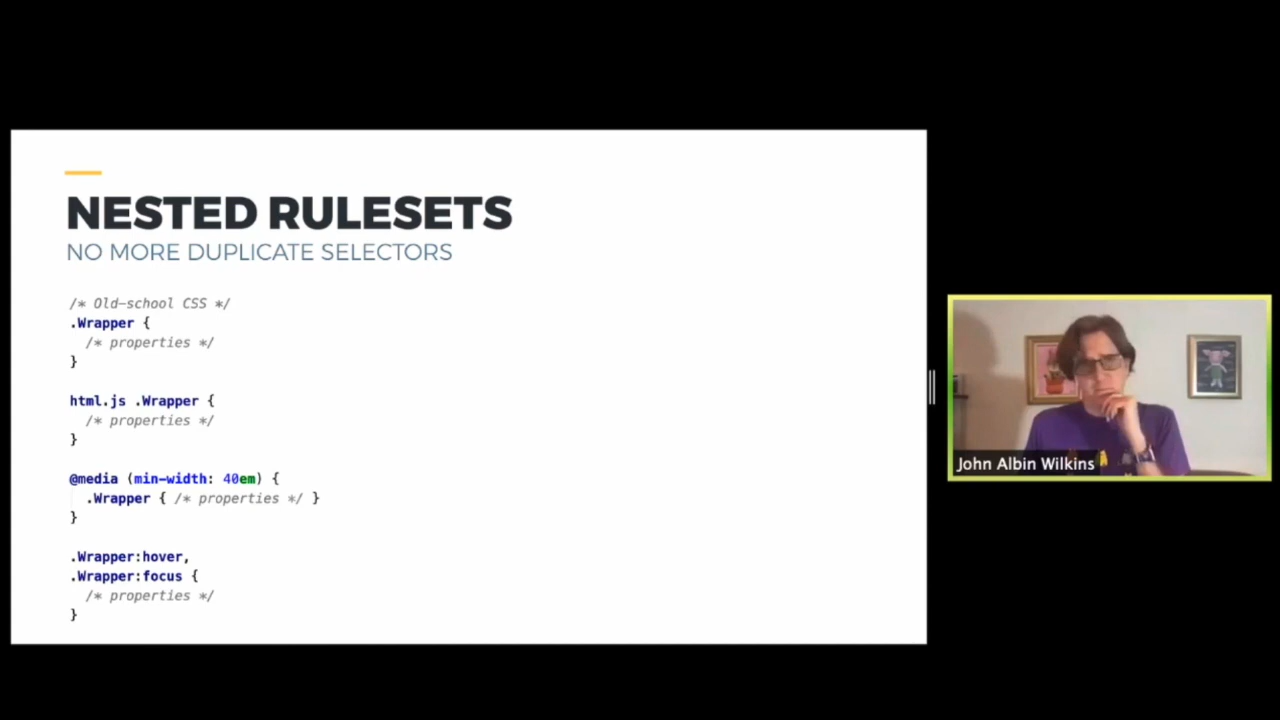 NESTED RULESETS
NO MORE DUPLICATE SELECTORS
/* Old-school CSS */
.Wrapper {
/* properties */
}
html.js .Wrapper {
/* properties */
}
@media (min-width: 40em) {
.Wrapper { /* properties */ }
}
.Wrapper:hover,
.Wrapper:focus {
/* properties */
}
John Albin Wilkins